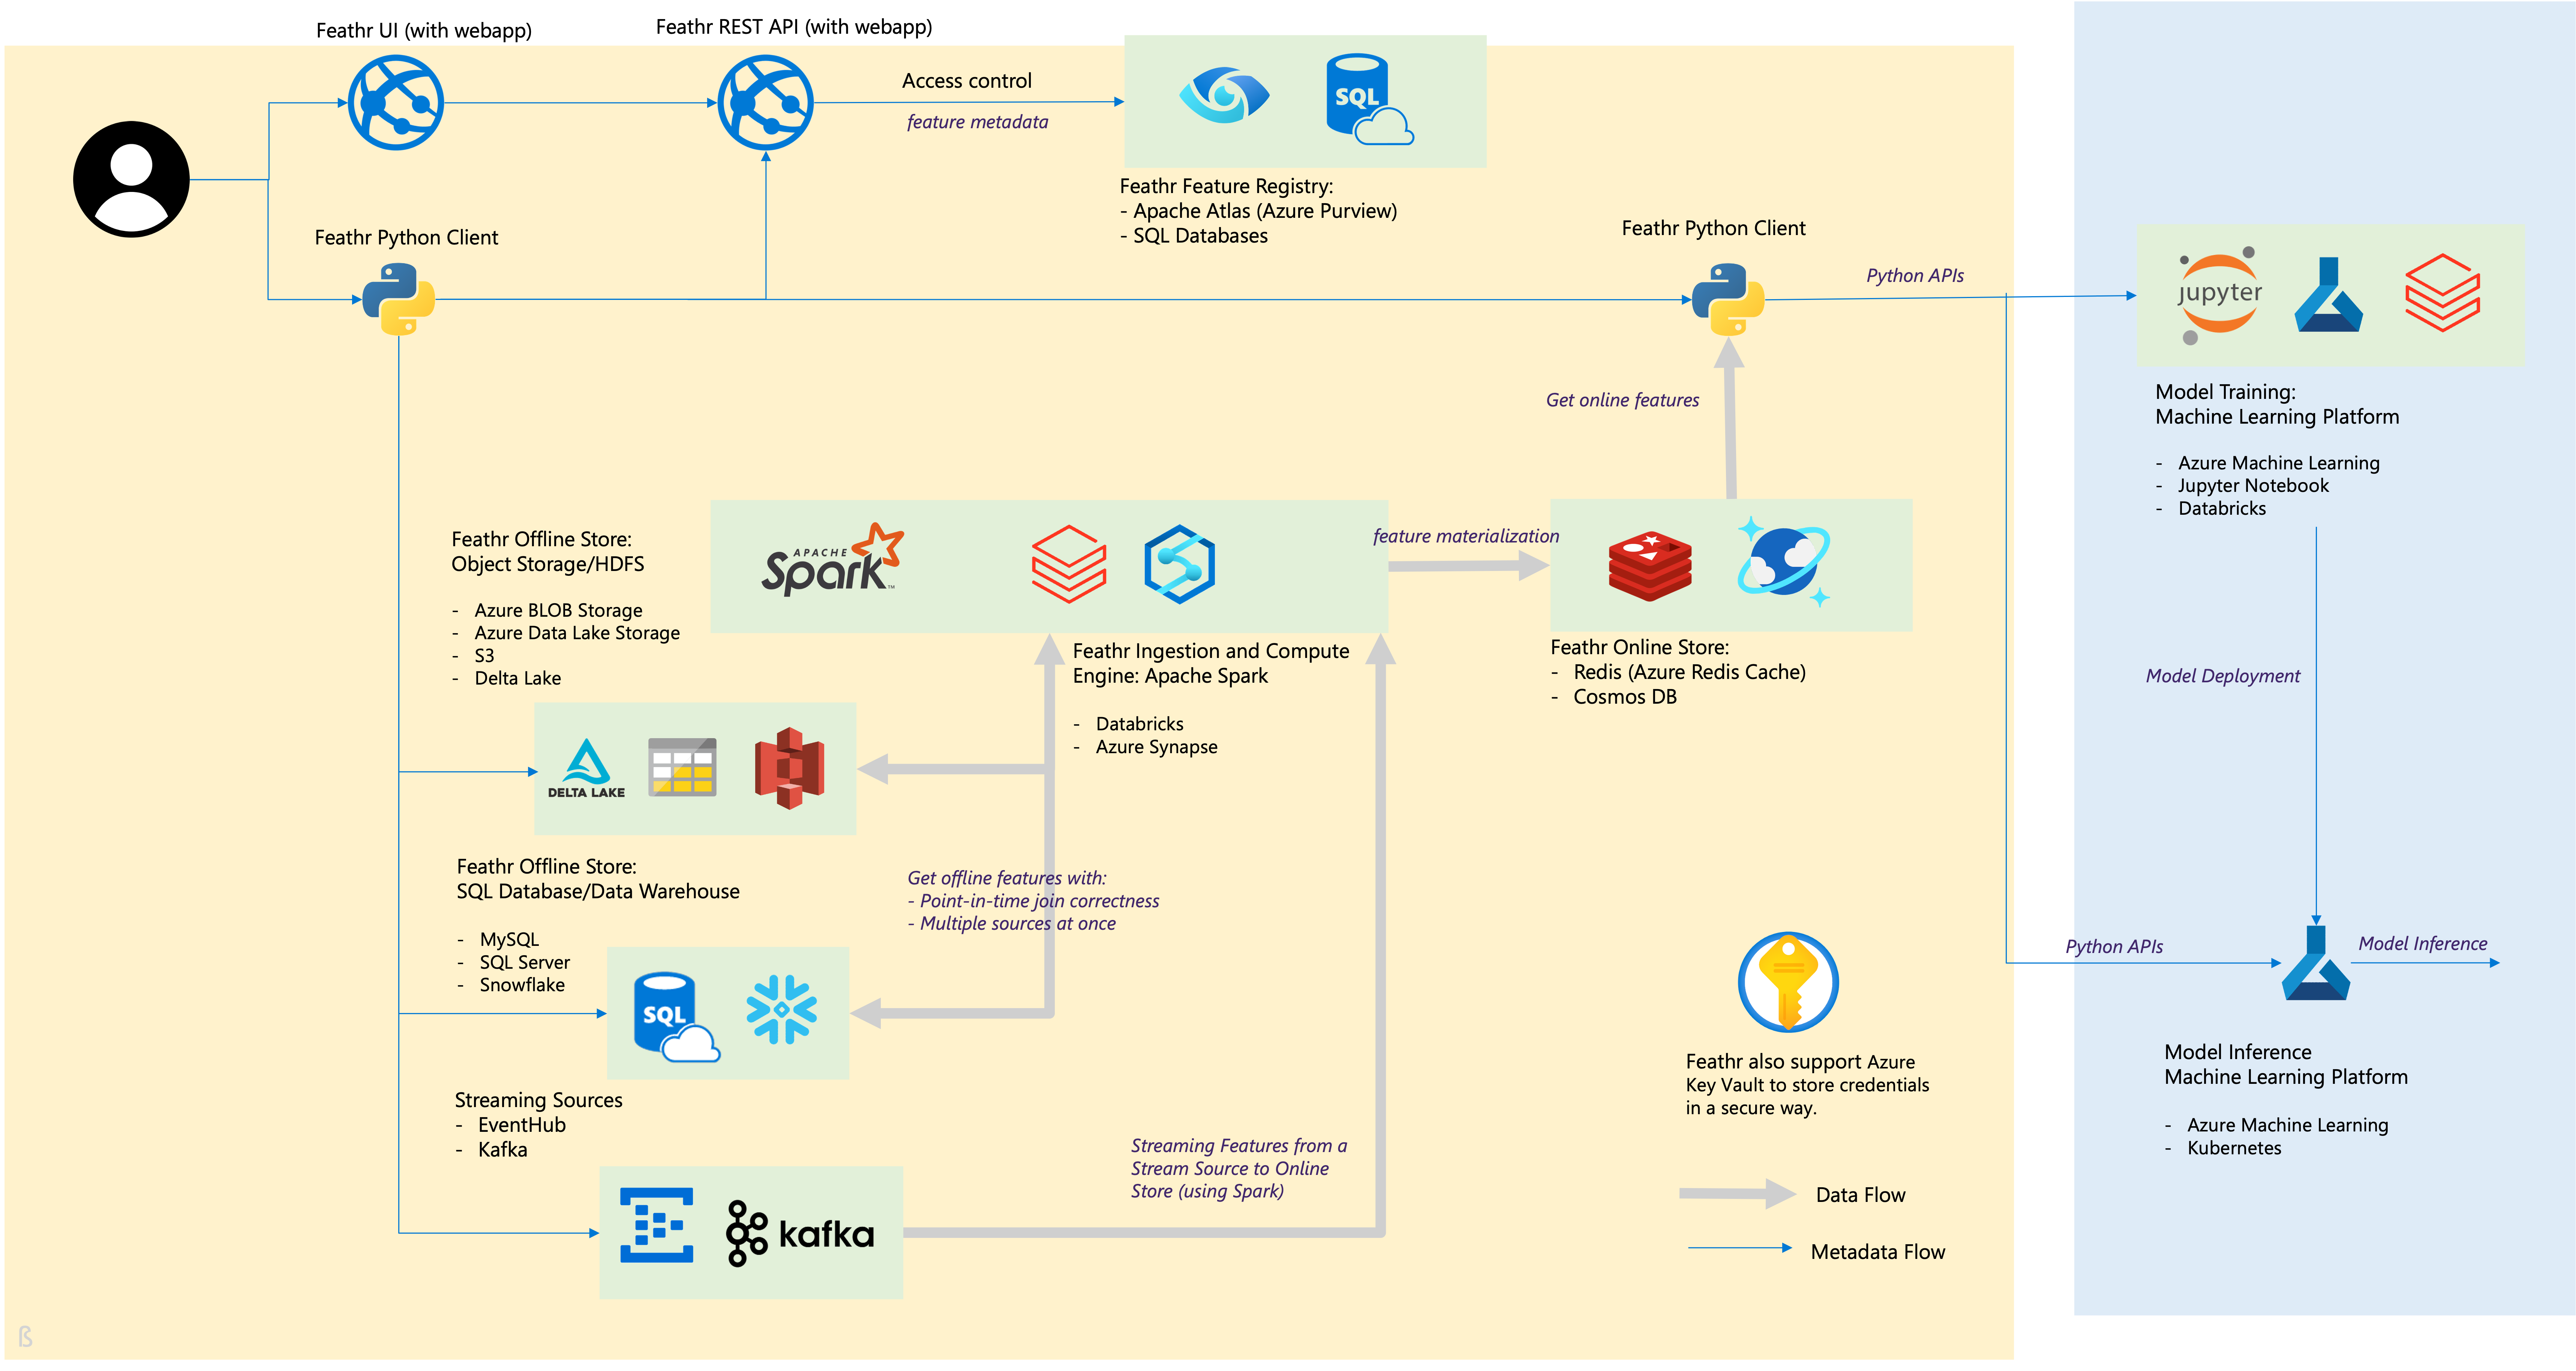 Feathr UI (with webapp)
Feathr REST API (with webapp)
Access control
feature metadata
SQL
Feathr Feature Registry:
- Apache Atlas (Azure Purview)
- SQL Databases
Feathr Python Client
Feathr Python Client
Python APIs
jupyter
Model Training:
Machine Learning Platform
- Azure Machine Learning
- Jupyter Notebook
- Databricks
Get online features
Feathr Offline Store:
Object Storage/HDFS
- Azure BLOB Storage
- Azure Data Lake Storage
- S3
- Delta Lake
APACHE
Spark™
feature materialization
Feathr Ingestion and Compute
Engine: Apache Spark
- Databricks
- Azure Synapse
Feathr Online Store:
- Redis (Azure Redis Cache)
- Cosmos DB
Model Deployment
DELTA LAKE
Feathr Offline Store:
SQL Database/Data Warehouse
- MySQL
- SQL Server
- Snowflake
Get offline features with:
- Point-in-time join correctness
- Multiple sources at once
SQL
Python APIs
Model Inference
Feathr also support Azure
Key Vault to store credentials
in a secure way.
Model Inference
Machine Learning Platform
- Azure Machine Learning
- Kubernetes
Streaming Sources
- EventHub
- Kafka
Streaming Features from a
Stream Source to Online
Store (using Spark)
kafka
Data Flow
Metadata Flow
ß